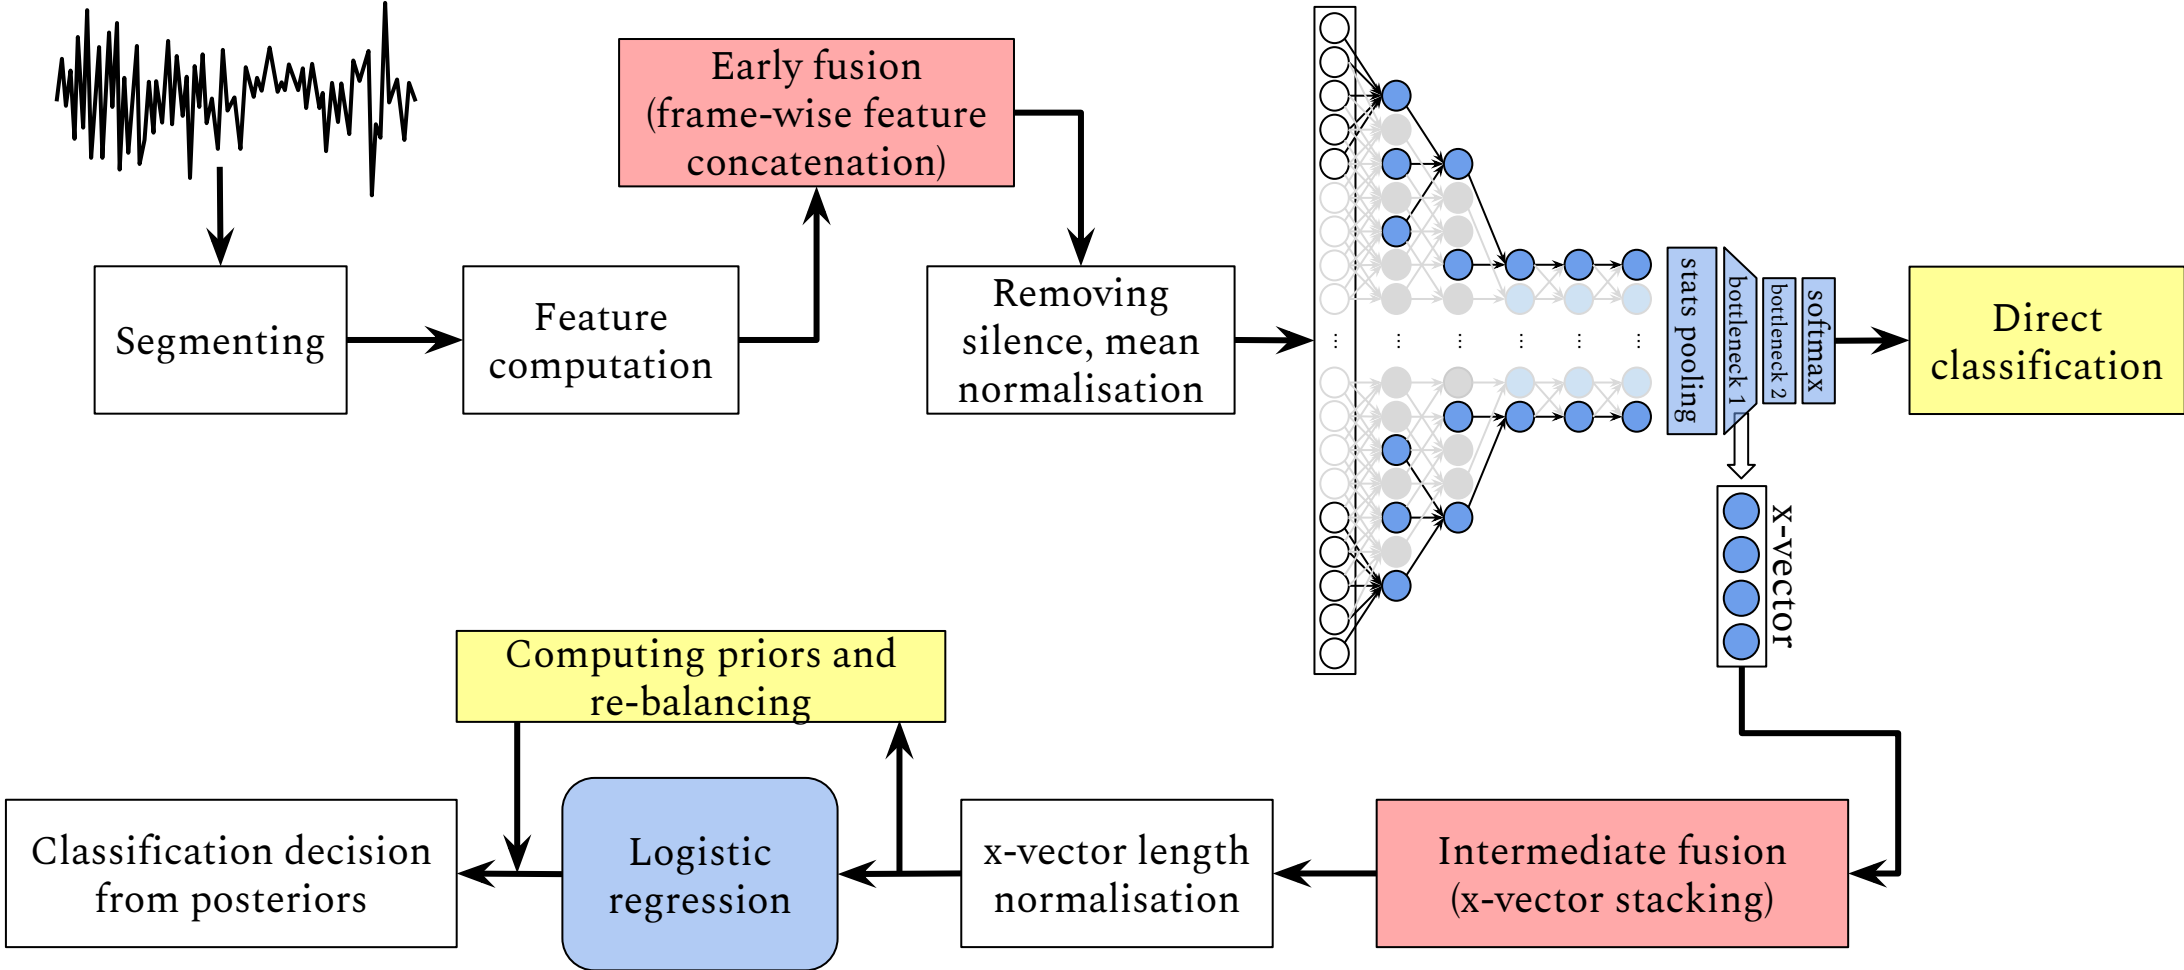 Early fusion
(frame-wise feature
concatenation)
Segmenting
Feature
computation
Removing
silence, mean
normalisation
...
...
...
...
...
...
stats pooling
bottleneck 1
bottleneck 2
softmax
Direct
classification
x-vector
Computing priors and
re-balancing
Classification decision
from posteriors
Logistic
regression
x-vector length
normalisation
Intermediate fusion
(x-vector stacking)